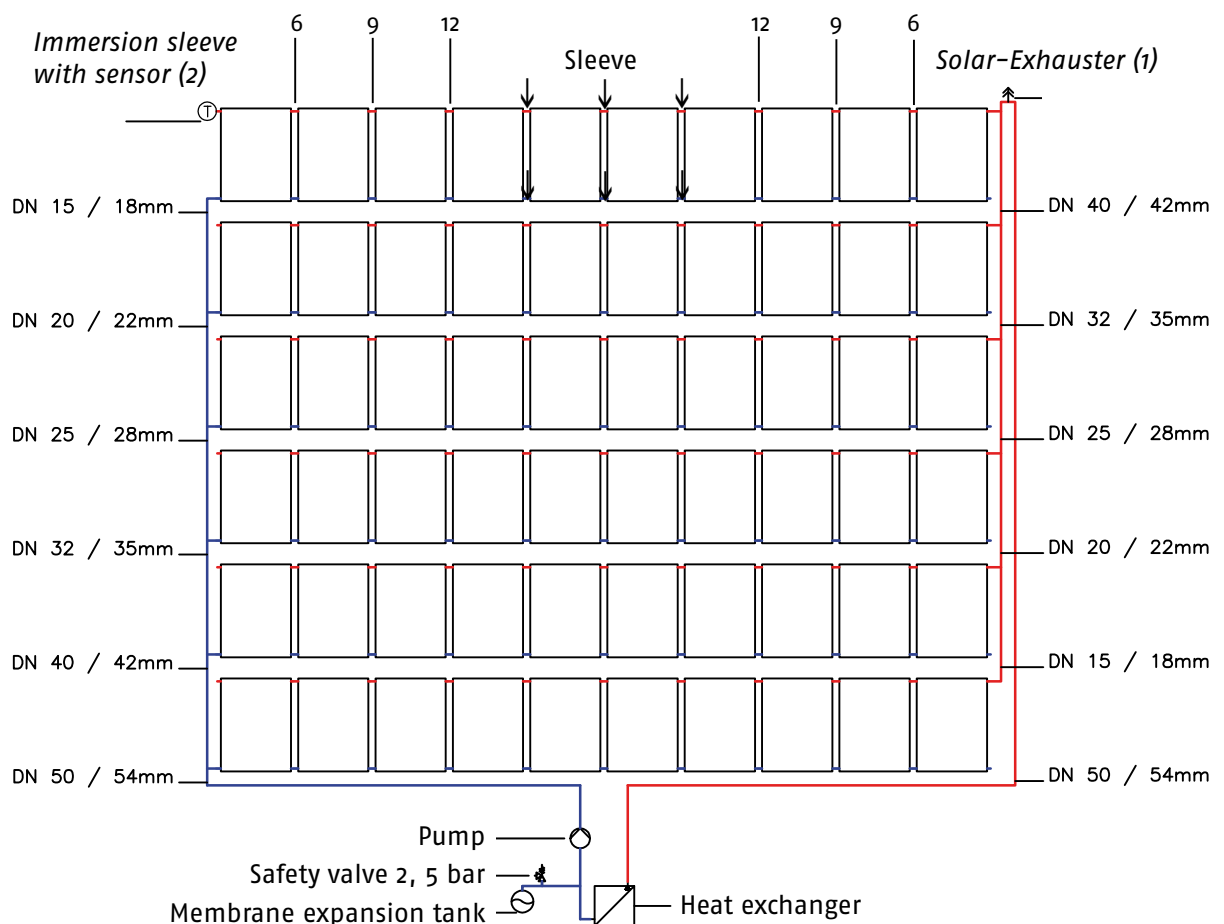 6 9 12 12 9 6
Immersion sleeve
with sensor (2)
Sleeve
Solar-Exhauster (1)
T
DN 15 / 18mm DN 40 / 42mm
DN 20 / 22mm DN 32 / 35mm
DN 25 / 28mm DN 25 / 28mm
DN 32 / 35mm DN 20 / 22mm
DN 40 / 42mm DN 15 / 18mm
DN 50 / 54mm DN 50 / 54mm
Pump
Safety valve 2, 5 bar
Membrane expansion tank
Heat exchanger